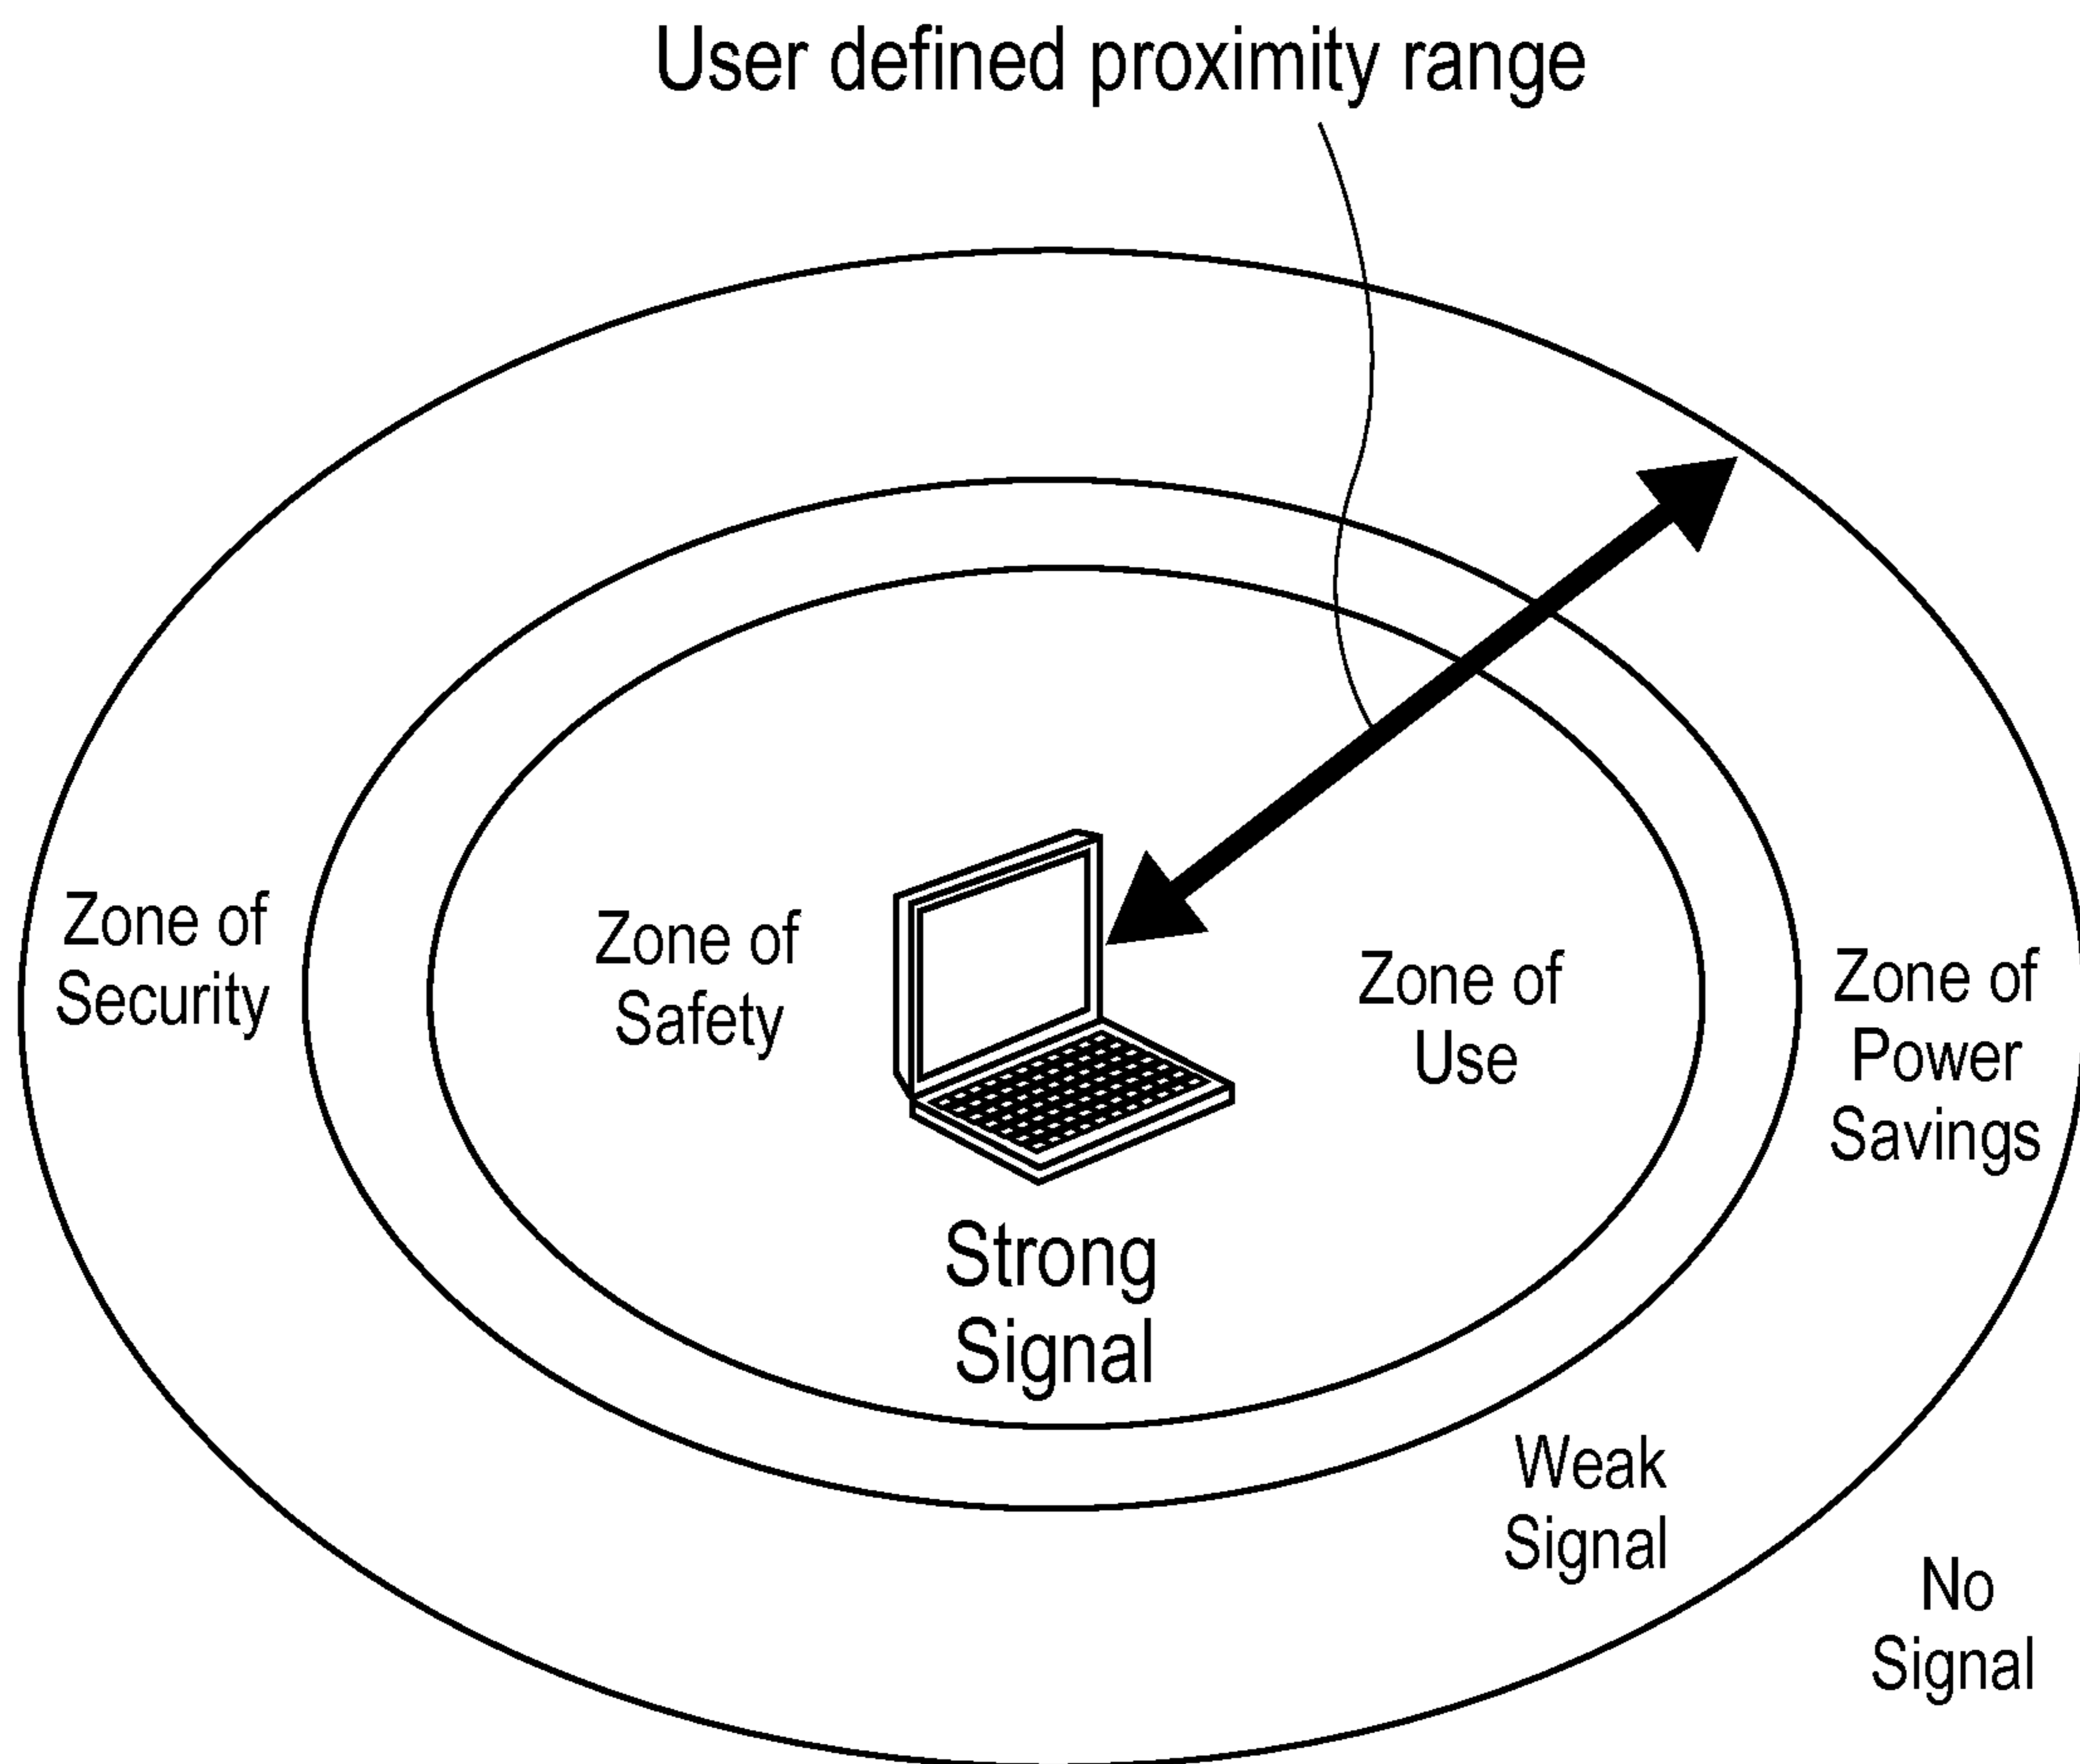 User defined proximity range
Zone of
Security
Zone of
Safety
Zone of
Use
Zone of
Power
Savings
Strong
Signal
Weak
Signal
No
Signal